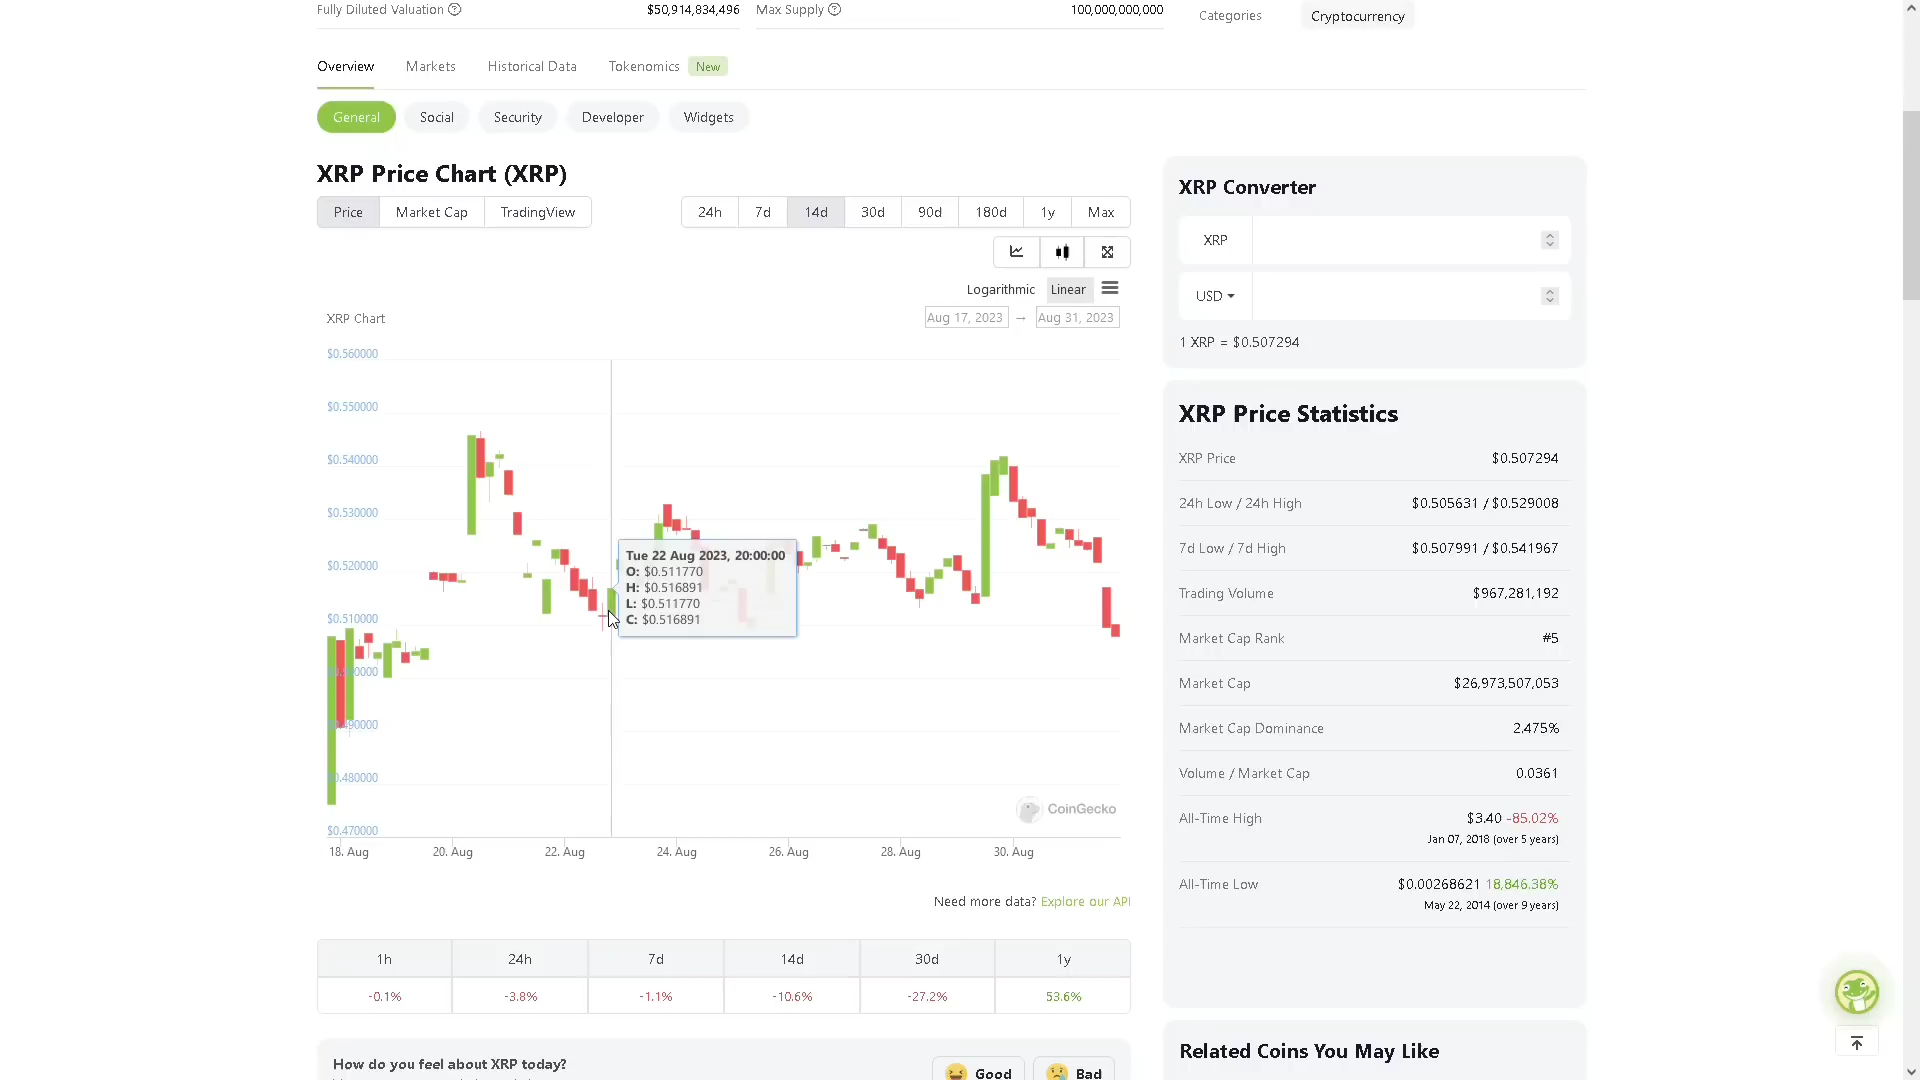 Fully Diluted Valuation $50,914,834,496 Max Supply 100,000,000,000 Categories Cryptocurrency
Overview Markets Historical Data Tokenomics New
General Social Security Developer Widgets
XRP Price Chart (XRP)
Price Market Cap TradingView 24h 7d 14d 30d 90d 180d 1y Max
Logarithmic Linear
Aug 17, 2023 → Aug 31, 2023
XRP Chart
$0.560000
$0.550000
$0.540000
$0.530000
$0.520000
$0.510000
$0.480000
$0.470000
Tue 22 Aug 2023, 20:00:00
O: $0.511770
H: $0.516891
L: $0.511770
C: $0.516891
CoinGecko
18. Aug 20. Aug 22. Aug 24. Aug 26. Aug 28. Aug 30. Aug
Need more data? Explore our API
1h 24h 7d 14d 30d 1y
-0.1% -3.8% -1.1% -10.6% -27.2% 53.6%
How do you feel about XRP today? Good Bad
XRP Converter
XRP
USD
1 XRP = $0.507294
XRP Price Statistics
XRP Price $0.507294
24h Low / 24h High $0.505631 / $0.529008
7d Low / 7d High $0.507991 / $0.541967
Trading Volume $967,281,192
Market Cap Rank #5
Market Cap $26,973,507,053
Market Cap Dominance 2.475%
Volume / Market Cap 0.0361
All-Time High $3.40 -85.02%
Jan 07, 2018 (over 5 years)
All-Time Low $0.00268621 18,846.38%
May 22, 2014 (over 9 years)
Related Coins You May Like